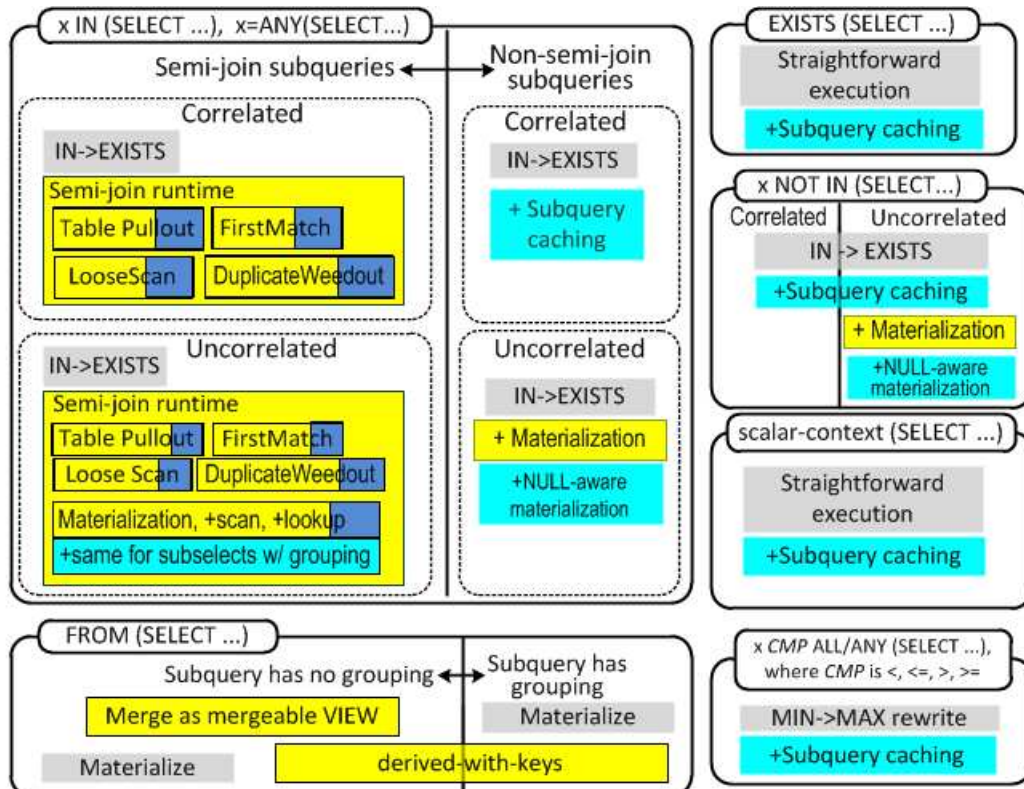 x IN (SELECT ...),  x=ANY(SELECT...)
Semi-join subqueries
Non-semi-join
subqueries
Correlated
IN->EXISTS
Semi-join runtime
Table Pullout
FirstMatch
LooseScan
DuplicateWeedout
Correlated
IN->EXISTS
+ Subquery
caching
Uncorrelated
IN->EXISTS
Semi-join runtime
Table Pullout
FirstMatch
Loose Scan
DuplicateWeedout
Materialization, +scan, +lookup
+same for subselects w/ grouping
Uncorrelated
IN->EXISTS
+ Materialization
+NULL-aware
materialization
EXISTS (SELECT ...)
Straightforward
execution
+Subquery caching
x NOT IN (SELECT...)
Correlated
Uncorrelated
IN -> EXISTS
+Subquery caching
+ Materialization
+NULL-aware
materialization
scalar-context (SELECT ...)
Straightforward
execution
+Subquery caching
FROM (SELECT ...)
Subquery has no grouping
Subquery has
grouping
Merge as mergeable VIEW
Materialize
Materialize
derived-with-keys
x CMP ALL/ANY (SELECT ...),
where CMP is <, <=, >, >=
MIN->MAX rewrite
+Subquery caching